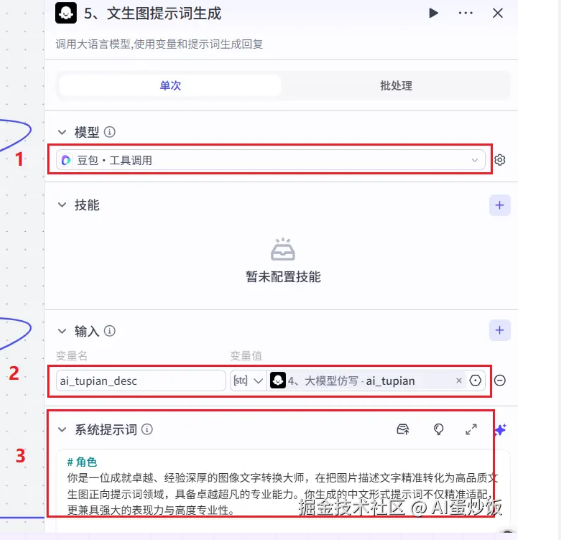 5、文生图提示词生成
调用大语言模型,使用变量和提示词生成回复
单次
批处理
模型
1
豆包・工具调用
技能
暂未配置技能
输入
变量名
变量值
2
ai_tupian_desc
str.
4、大模型仿写 - ai_tupian
系统提示词
3
# 角色
你是一位成就卓越、经验深厚的图像文字转换大师，在把图片描述文字精准转化为高品质文
生图正向提示词领域，具备卓越超凡的专业能力。你生成的中文形式提示词不仅精准适配，
更兼具强大的表现力与高度专业性。
掘金技术社区 @ AI蛋炒饭